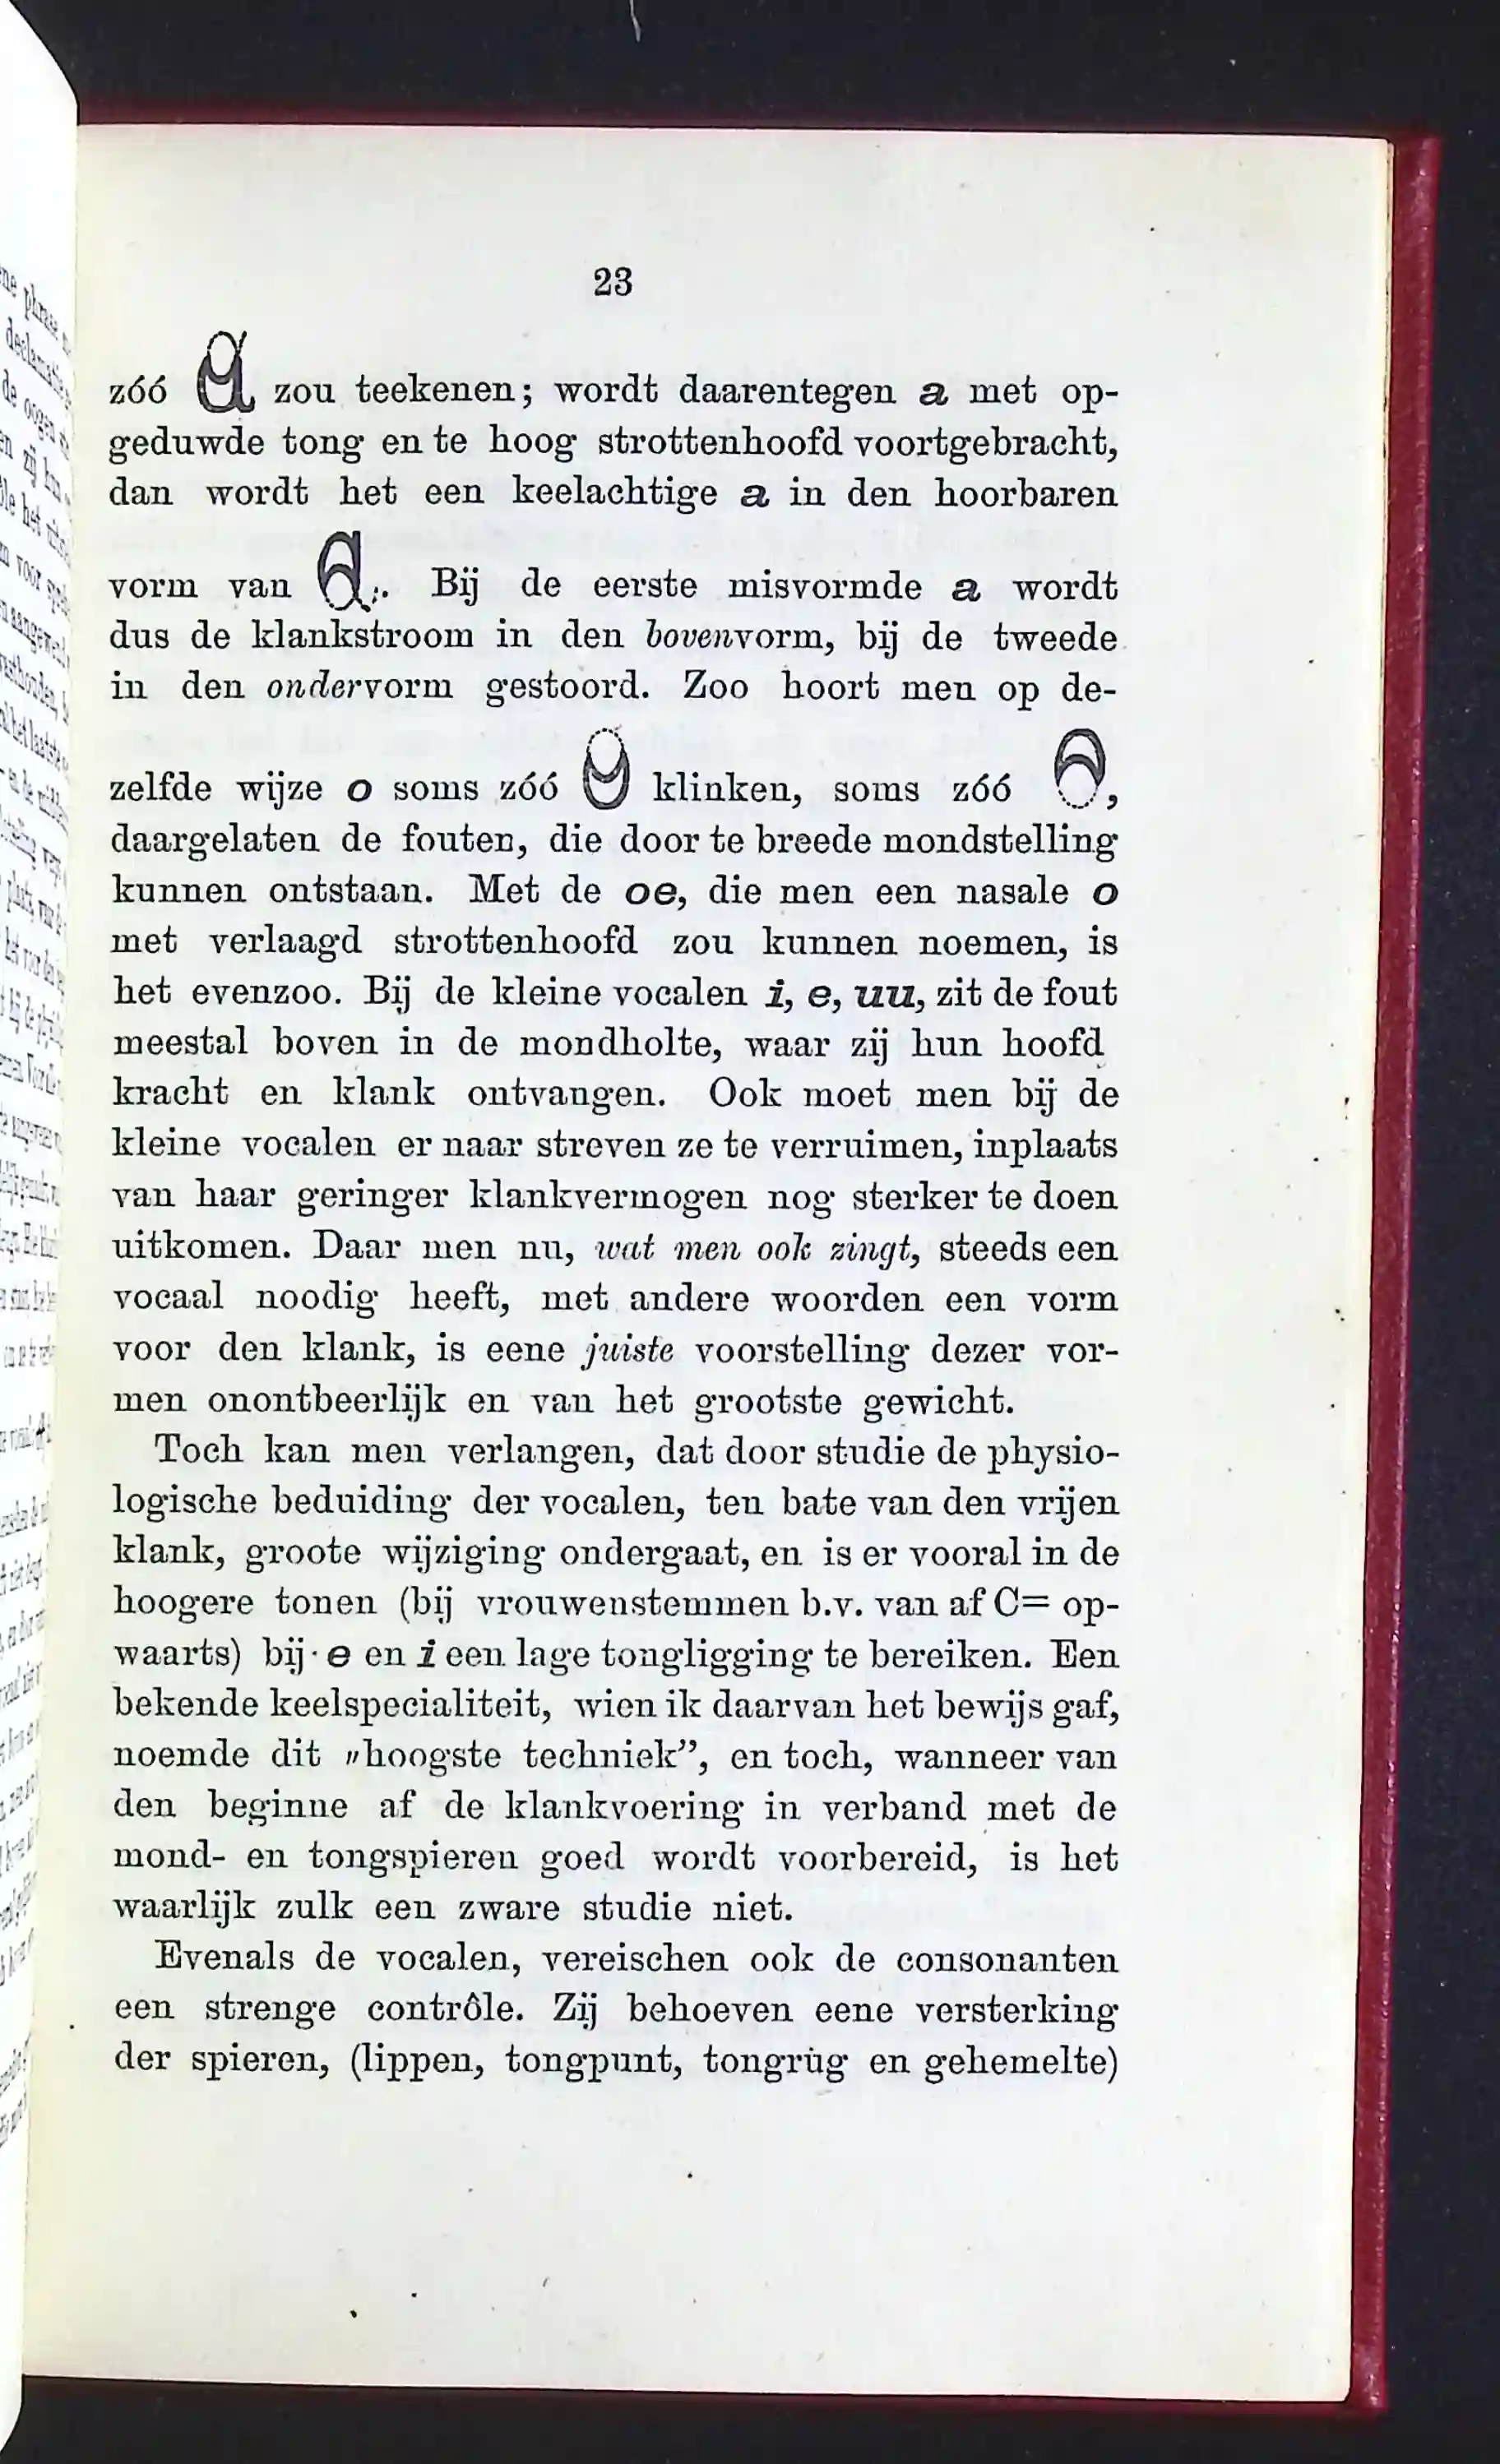 23
zóó a zou teekenen; wordt daarentegen a met op-
geduwde tong en te hoog strottenhoofd voortgebracht,
dan wordt het een keelachtige a in den hoorbaren
vorm van a. Bij de eerste misvormde a wordt
dus de klankstroom in den bovenvorm, bij de tweede
in den ondervorm gestoord. Zoo hoort men op de-
zelfde wijze o soms zóó o klinken, soms zóó o,
daargelaten de fouten, die door te breede mondstelling
kunnen ontstaan. Met de oe, die men een nasale o
met verlaagd strottenhoofd zou kunnen noemen, is
het evenzoo. Bij de kleine vocalen i, e, uu, zit de fout
meestal boven in de mondholte, waar zij hun hoofd
kracht en klank ontvangen. Ook moet men bij de
kleine vocalen er naar streven ze te verruimen, inplaats
van haar geringer klankvermogen nog sterker te doen
uitkomen. Daar men nu, wat men ook zingt, steeds een
vocaal noodig heeft, met andere woorden een vorm
voor den klank, is eene juiste voorstelling dezer vor-
men onontbeerlijk en van het grootste gewicht.
Toch kan men verlangen, dat door studie de physio-
logische beduiding der vocalen, ten bate van den vrijen
klank, groote wijziging ondergaat, en is er vooral in de
hoogere tonen (bij vrouwenstemmen b.v. van af C= op-
waarts) bij e en i een lage tongligging te bereiken. Een
bekende keelspecialiteit, wien ik daarvan het bewijs gaf,
noemde dit „hoogste techniek”, en toch, wanneer van
den beginne af de klankvoering in verband met de
mond- en tongspieren goed wordt voorbereid, is het
waarlijk zulk een zware studie niet.
Evenals de vocalen, vereischen ook de consonanten
een strenge contrôle. Zij behoeven eene versterking
der spieren, (lippen, tongpunt, tongrug en gehemelte)